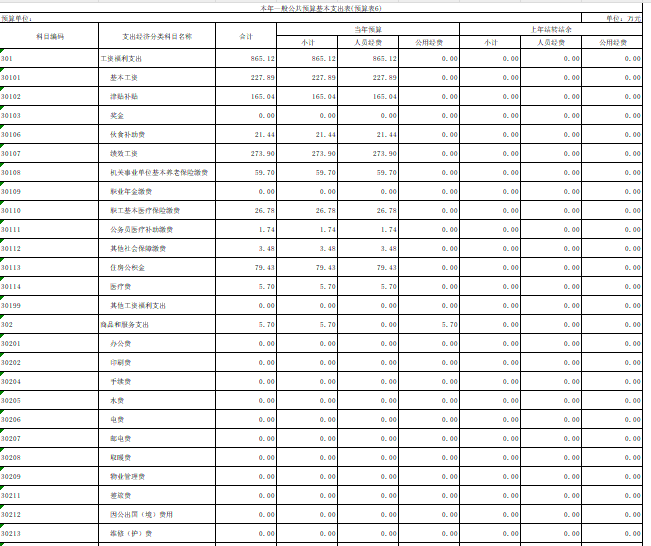 本年一般公共预算基本支出表(预算表6)
预算单位: 单位: 万元
科目编码 支出经济分类科目名称 合计 当年预算 上年结转结余
小计 人员经费 公用经费 小计 人员经费 公用经费
301 工资福利支出 865.12 865.12 865.12 0.00 0.00 0.00 0.00
30101 基本工资 227.89 227.89 227.89 0.00 0.00 0.00 0.00
30102 津贴补贴 165.04 165.04 165.04 0.00 0.00 0.00 0.00
30103 奖金 0.00 0.00 0.00 0.00 0.00 0.00 0.00
30106 伙食补助费 21.44 21.44 21.44 0.00 0.00 0.00 0.00
30107 绩效工资 273.90 273.90 273.90 0.00 0.00 0.00 0.00
30108 机关事业单位基本养老保险缴费 59.70 59.70 59.70 0.00 0.00 0.00 0.00
30109 职业年金缴费 0.00 0.00 0.00 0.00 0.00 0.00 0.00
30110 职工基本医疗保险缴费 26.78 26.78 26.78 0.00 0.00 0.00 0.00
30111 公务员医疗补助缴费 1.74 1.74 1.74 0.00 0.00 0.00 0.00
30112 其他社会保障缴费 3.48 3.48 3.48 0.00 0.00 0.00 0.00
30113 住房公积金 79.43 79.43 79.43 0.00 0.00 0.00 0.00
30114 医疗费 5.70 5.70 5.70 0.00 0.00 0.00 0.00
30199 其他工资福利支出 0.00 0.00 0.00 0.00 0.00 0.00 0.00
302 商品和服务支出 5.70 5.70 0.00 5.70 0.00 0.00 0.00
30201 办公费 0.00 0.00 0.00 0.00 0.00 0.00 0.00
30202 印刷费 0.00 0.00 0.00 0.00 0.00 0.00 0.00
30204 手续费 0.00 0.00 0.00 0.00 0.00 0.00 0.00
30205 水费 0.00 0.00 0.00 0.00 0.00 0.00 0.00
30206 电费 0.00 0.00 0.00 0.00 0.00 0.00 0.00
30207 邮电费 0.00 0.00 0.00 0.00 0.00 0.00 0.00
30208 取暖费 0.00 0.00 0.00 0.00 0.00 0.00 0.00
30209 物业管理费 0.00 0.00 0.00 0.00 0.00 0.00 0.00
30211 差旅费 0.00 0.00 0.00 0.00 0.00 0.00 0.00
30212 因公出国（境）费用 0.00 0.00 0.00 0.00 0.00 0.00 0.00
30213 维修（护）费 0.00 0.00 0.00 0.00 0.00 0.00 0.00